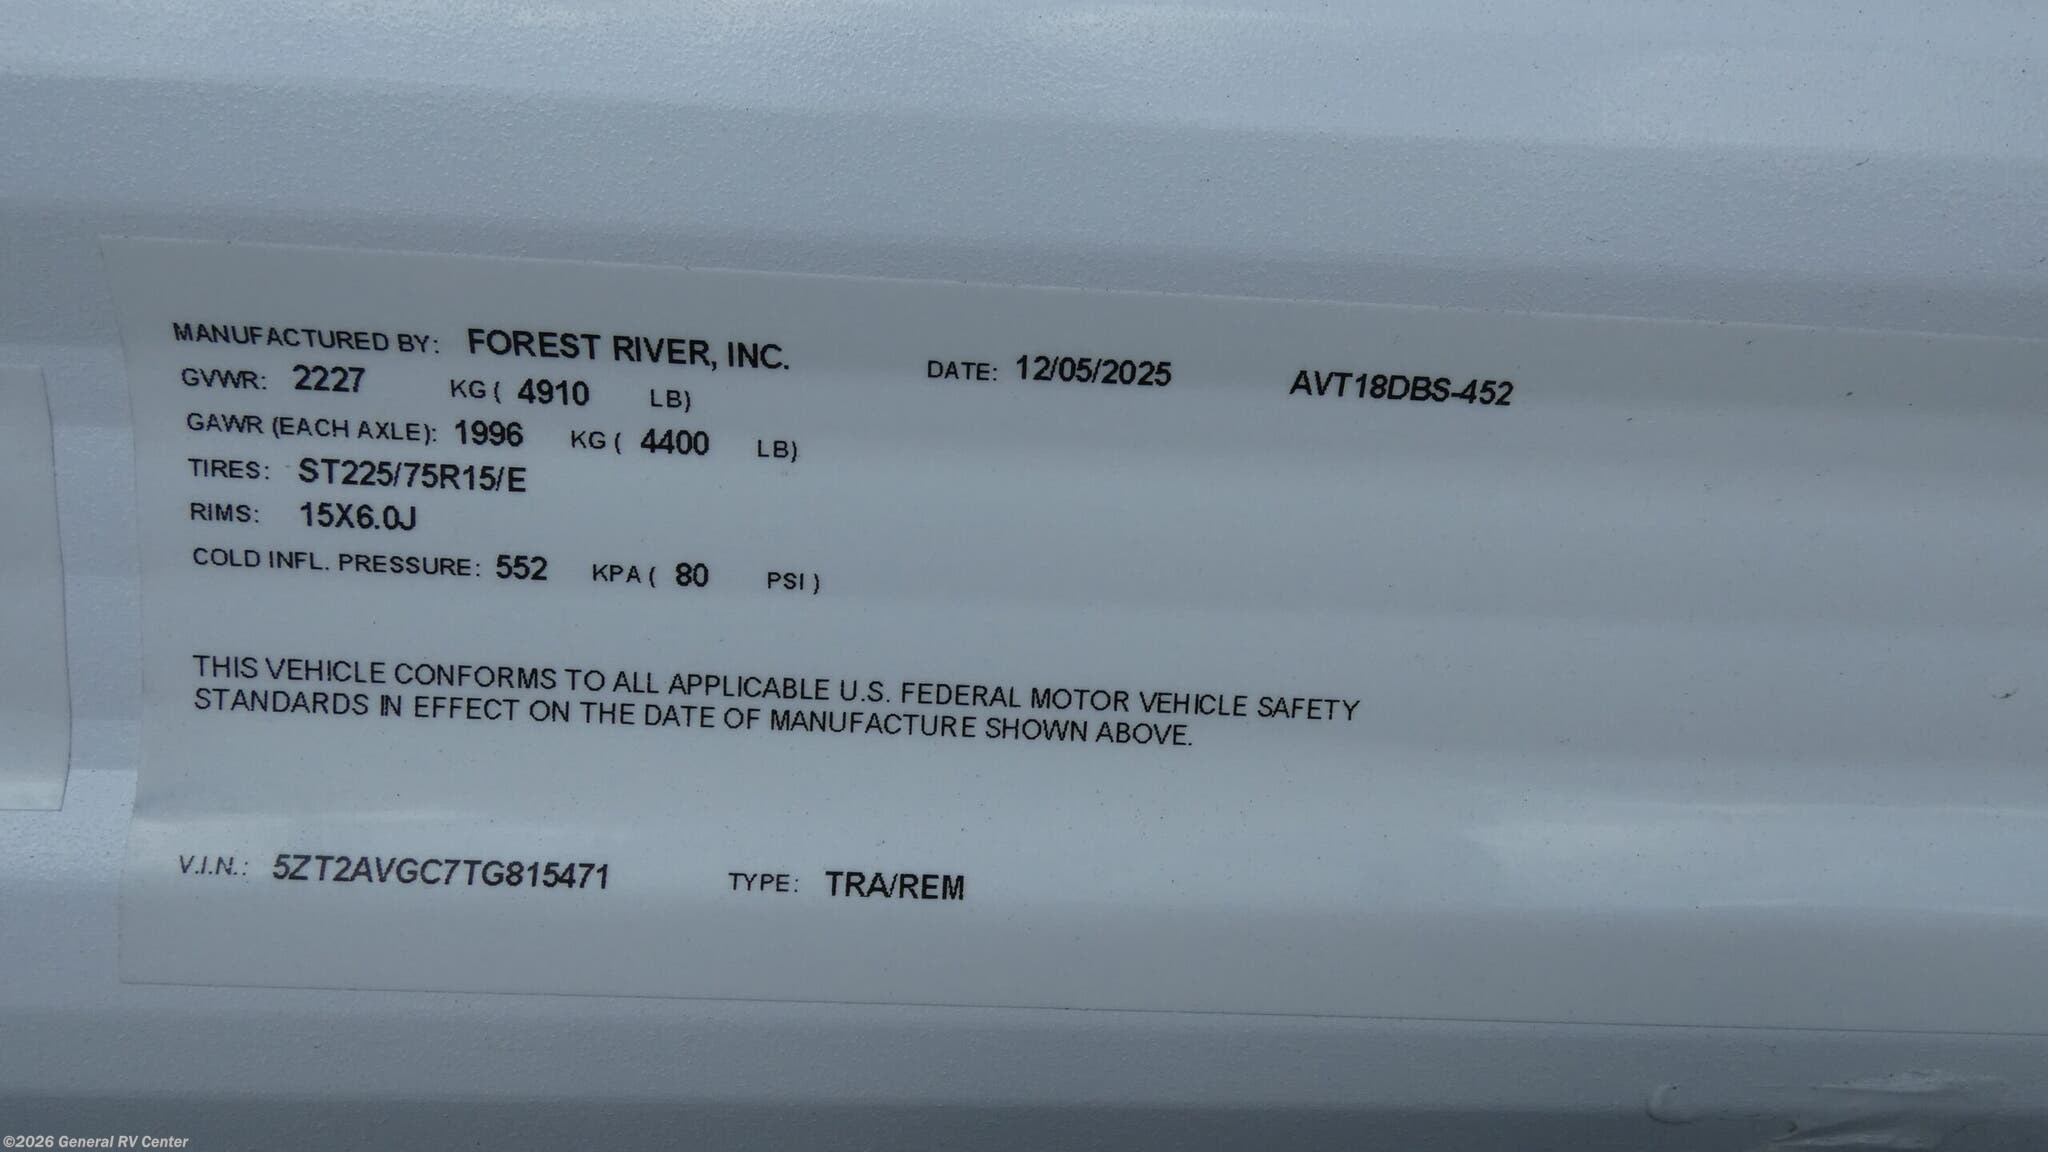 MANUFACTURED BY: FOREST RIVER, INC. DATE: 12/05/2025 AVT18DBS-452
GVWR: 2227 KG ( 4910 LB)
GAWR (EACH AXLE): 1996 KG ( 4400 LB)
TIRES: ST225/75R15/E
RIMS: 15X6.0J
COLD INFL. PRESSURE: 552 KPA ( 80 PSI )
THIS VEHICLE CONFORMS TO ALL APPLICABLE U.S. FEDERAL MOTOR VEHICLE SAFETY
STANDARDS IN EFFECT ON THE DATE OF MANUFACTURE SHOWN ABOVE.
V.I.N.: 5ZT2AVGC7TG815471 TYPE: TRA/REM
©2026 General RV Center